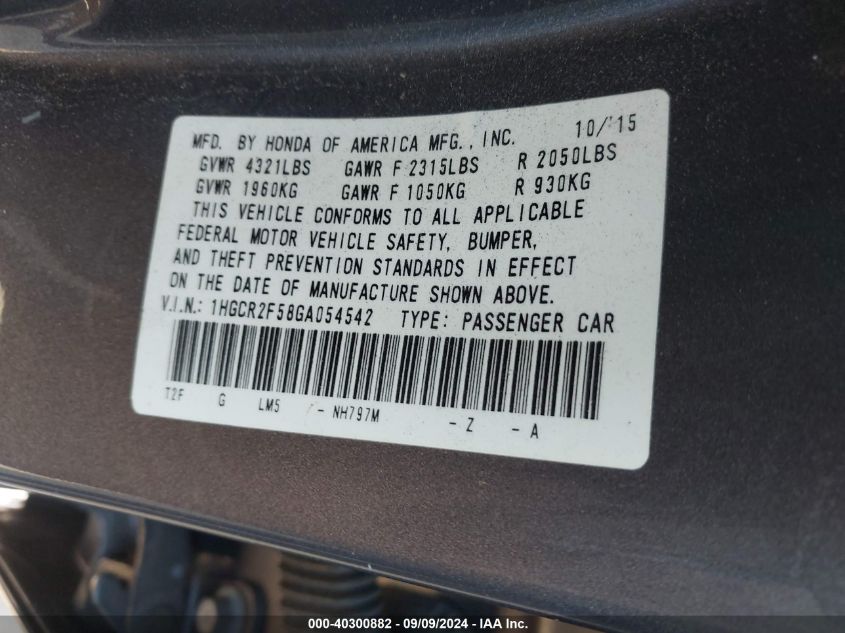 MFD. BY HONDA OF AMERICA MFG., INC. 10/'15
GVWR 4321LBS GAWR F 2315LBS R 2050LBS
GVWR 1960KG GAWR F 1050KG R 930KG
THIS VEHICLE CONFORMS TO ALL APPLICABLE
FEDERAL MOTOR VEHICLE SAFETY, BUMPER,
AND THEFT PREVENTION STANDARDS IN EFFECT
ON THE DATE OF MANUFACTURE SHOWN ABOVE.
V.I.N.: 1HGCR2F58GA054542 TYPE: PASSENGER CAR
T2F G LM5 /- NH797M - Z - A
000-40300882 / 09/09/2024 - IAA Inc.